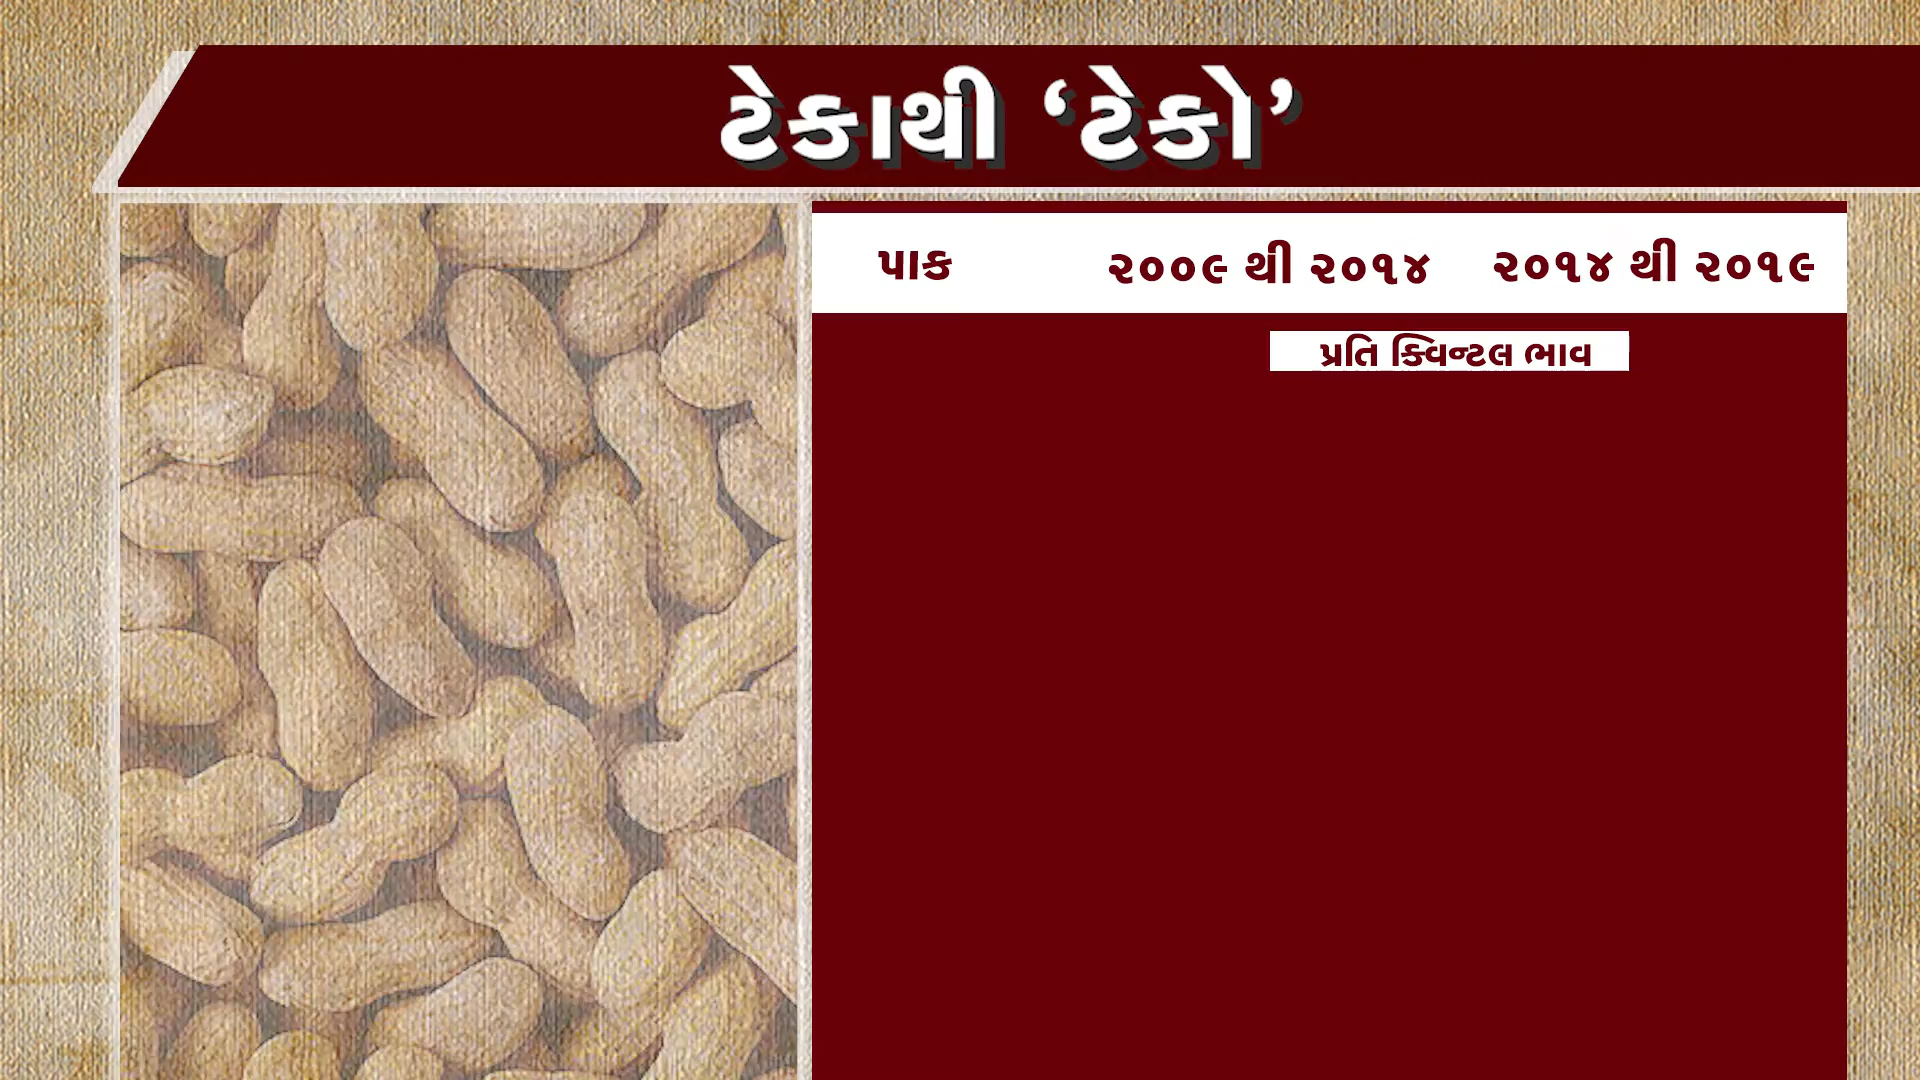 ટેકાથી ‘ટેકો’
પાક ૨૦૦૯ થી ૨૦૧૪ ૨૦૧૪ થી ૨૦૧૯
પ્રતિ ક્વિન્ટલ ભાવ